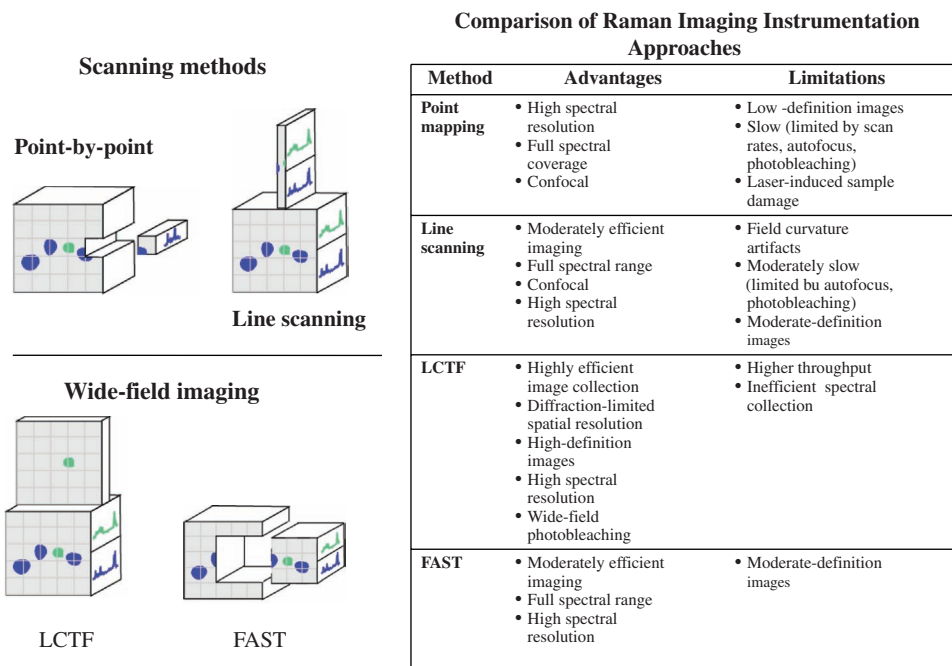 Scanning methods
Point-by-point
Line scanning
Wide-field imaging
LCTF
FAST
Comparison of Raman Imaging Instrumentation
Approaches
Method Advantages Limitations
Point
mapping
• High spectral
resolution
• Full spectral
coverage
• Confocal
• Low -definition images
• Slow (limited by scan
rates, autofocus,
photobleaching)
• Laser-induced sample
damage
Line
scanning
• Moderately efficient
imaging
• Full spectral range
• Confocal
• High spectral
resolution
• Field curvature
artifacts
• Moderately slow
(limited bu autofocus,
photobleaching)
• Moderate-definition
images
LCTF
• Highly efficient
image collection
• Diffraction-limited
spatial resolution
• High-definition
images
• High spectral
resolution
• Wide-field
photobleaching
• Higher throughput
• Inefficient spectral
collection
FAST
• Moderately efficient
imaging
• Full spectral range
• High spectral
resolution
• Moderate-definition
images